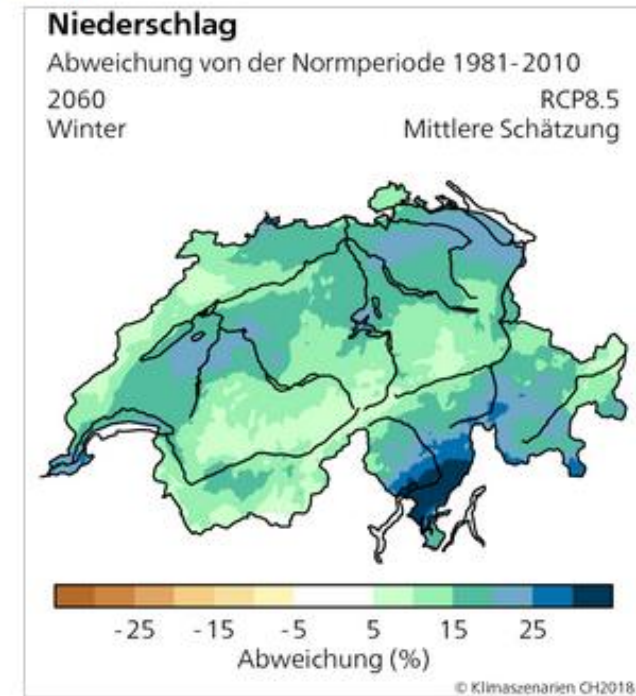 Niederschlag
Abweichung von der Normperiode 1981-2010
2060 RCP8.5
Winter Mittlere Schätzung
-25 -15 -5 5 15 25
Abweichung (%)
© Klimaszenarien CH2018